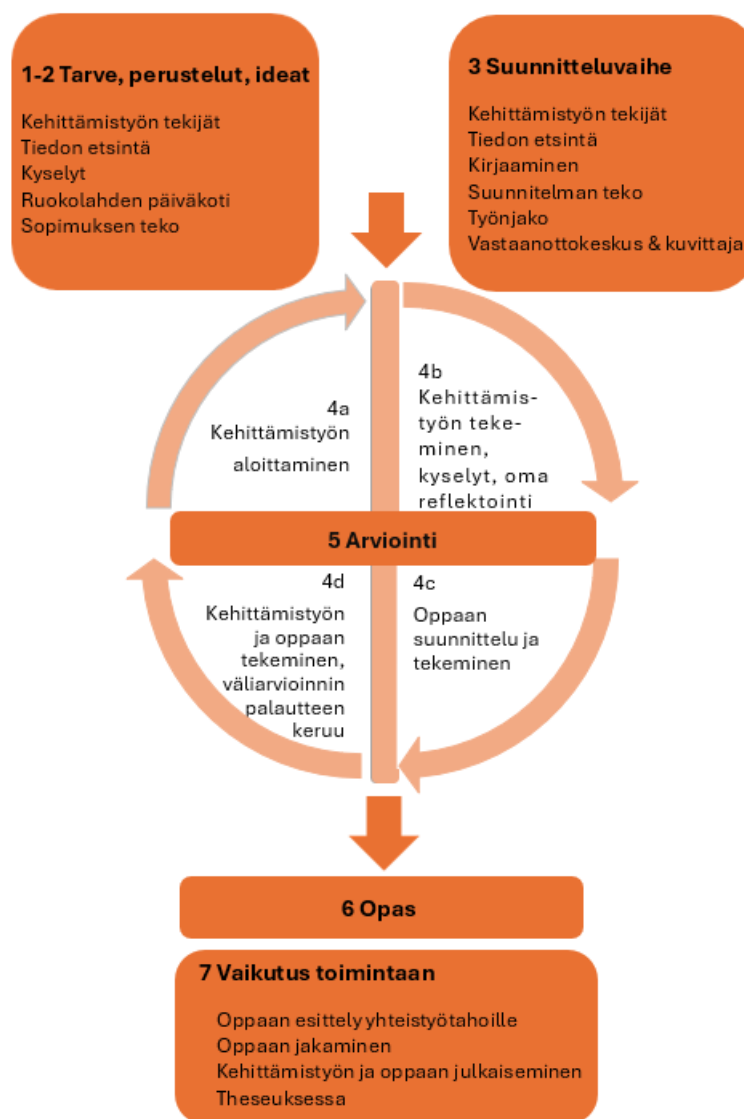 1-2 Tarve, perustelut, ideat
Kehittämistyön tekijät
Tiedon etsintä
Kyselyt
Ruokolahden päiväkoti
Sopimuksen teko
3 Suunnitteluvaihe
Kehittämistyön tekijät
Tiedon etsintä
Kirjaaminen
Suunnitelman teko
Työnjako
Vastaanottokeskus & kuvittaja
4a
Kehittämistyön
aloittaminen
4b
Kehittämis-
työn teke-
minen,
kyselyt, oma
reflektointi
5 Arviointi
4d
Kehittämistyön
ja oppaan
tekeminen,
väliarvioinnin
palautteen
keruu
4c
Oppaan
suunnittelu ja
tekeminen
6 Opas
7 Vaikutus toimintaan
Oppaan esittely yhteistyötahoille
Oppaan jakaminen
Kehittämistyön ja oppaan julkaiseminen
Theseuksessa